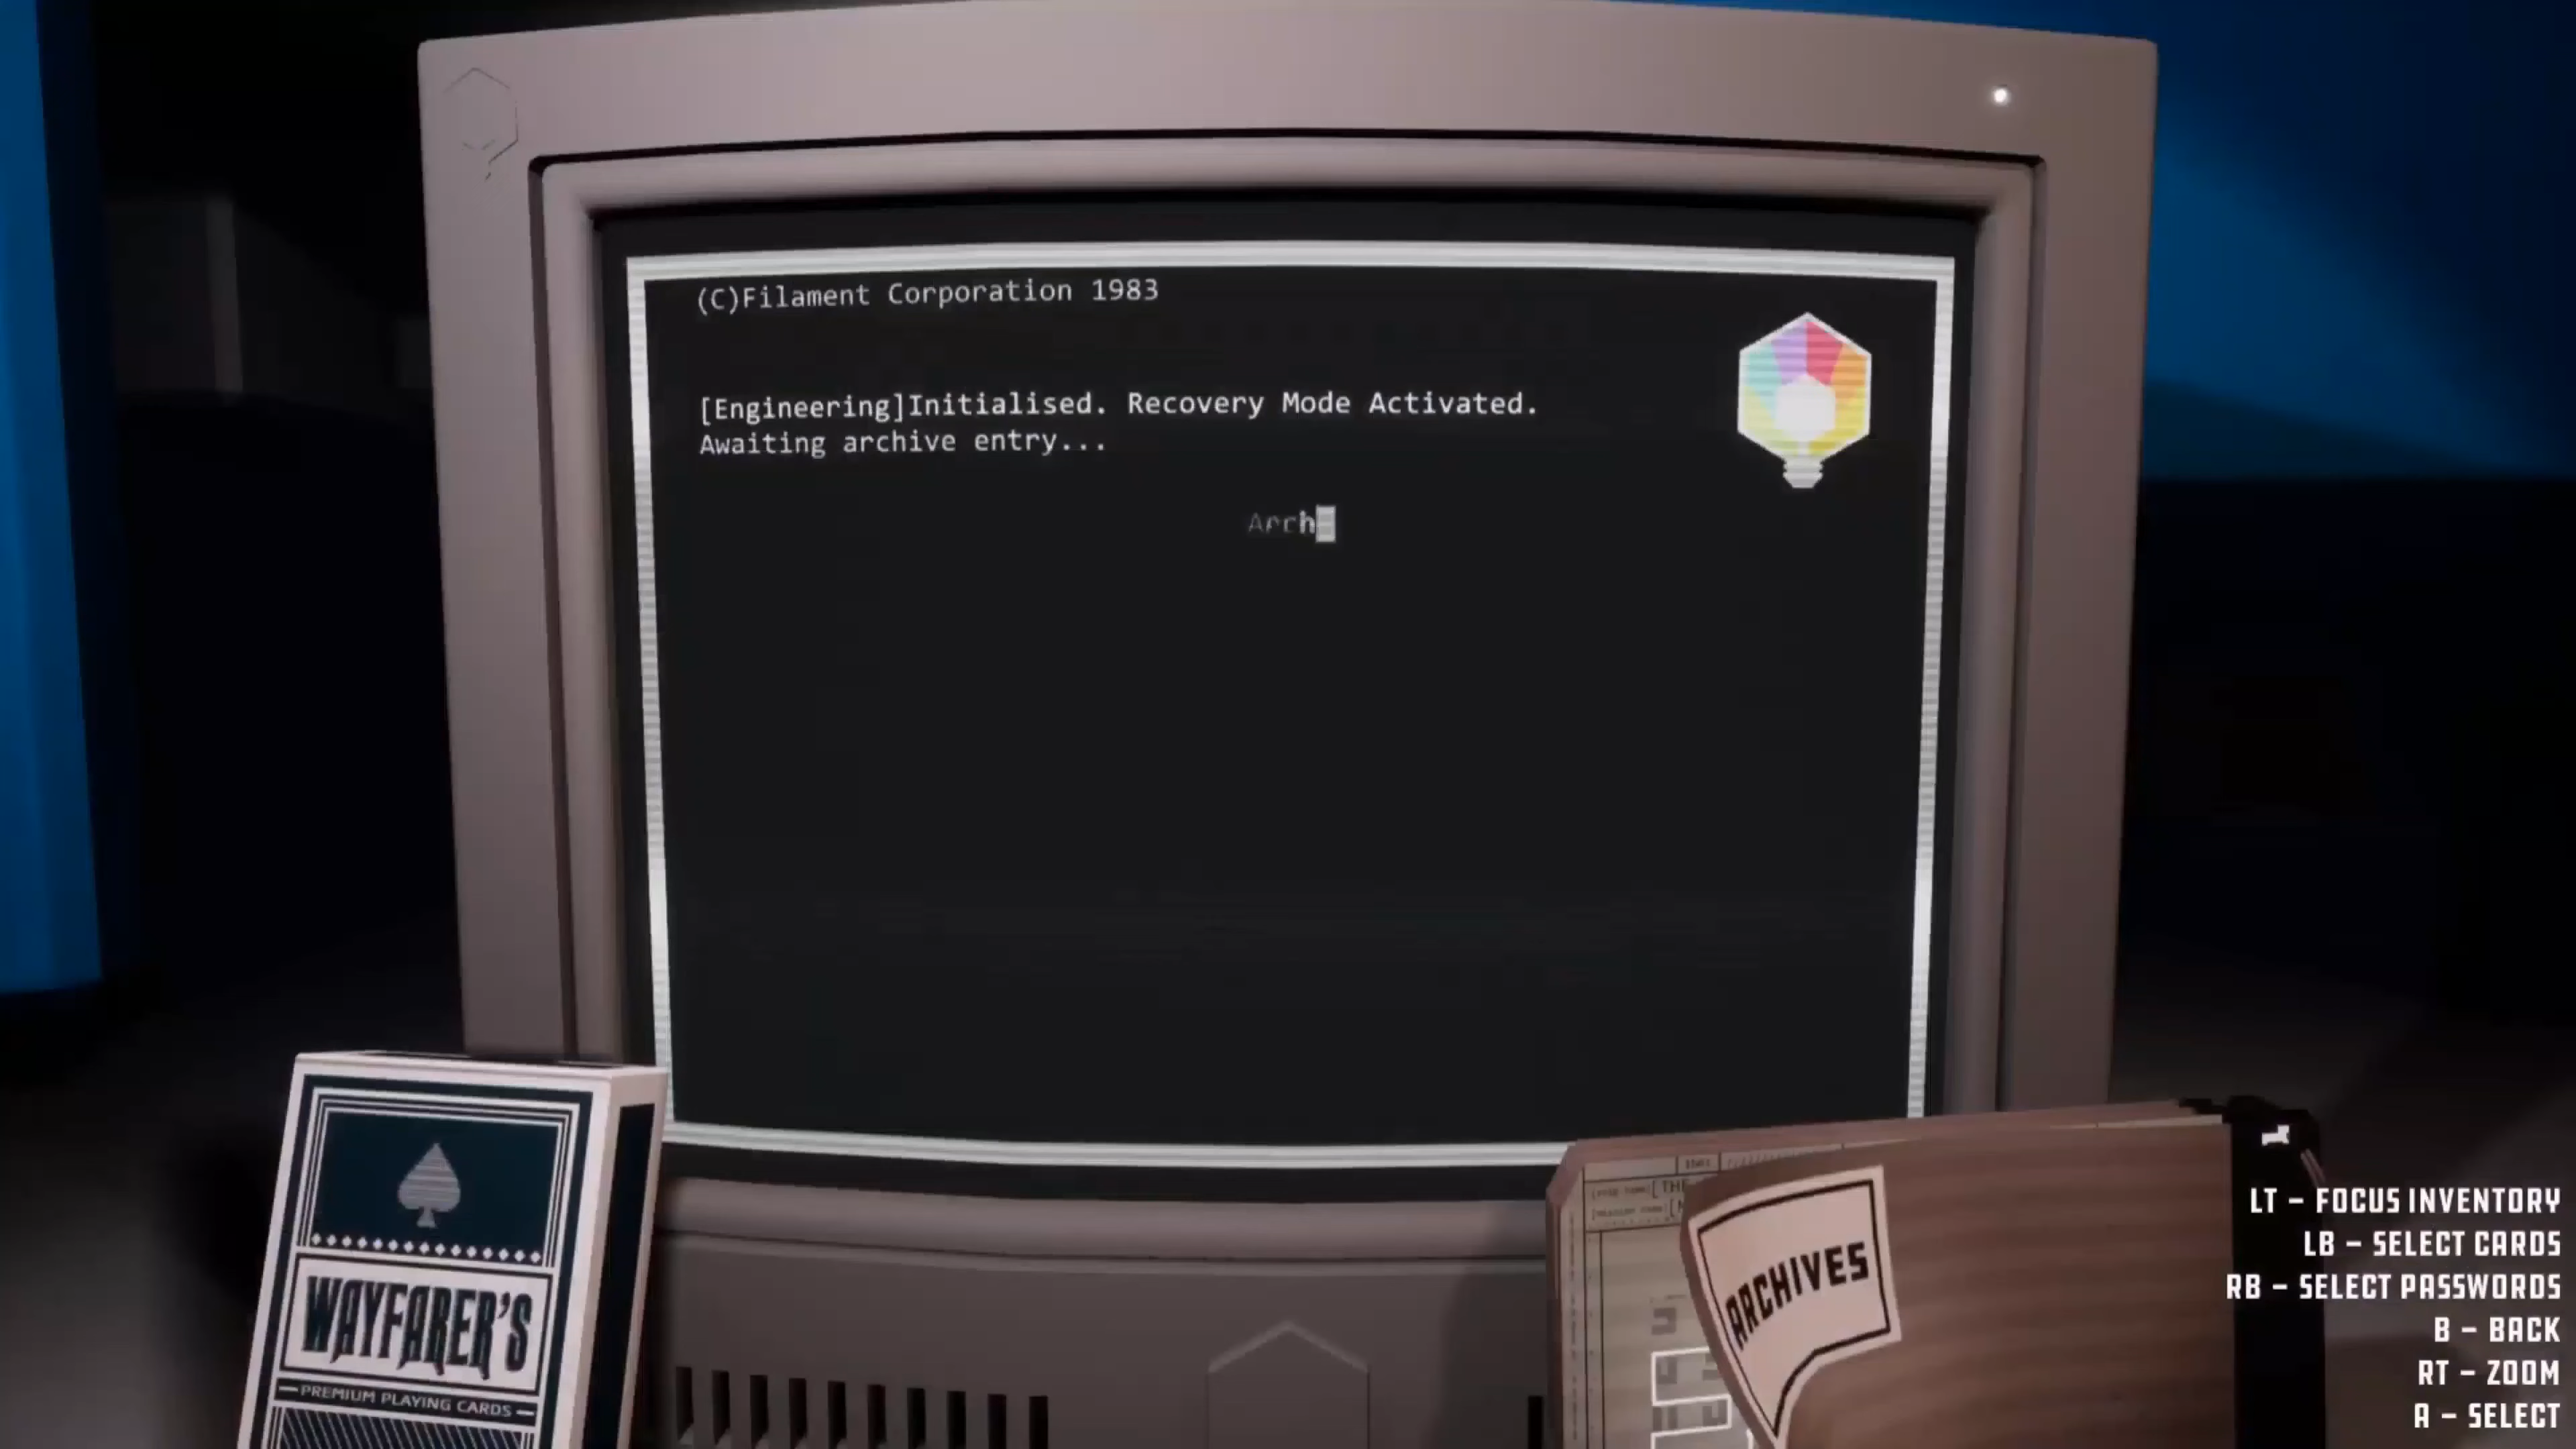 (C)Filament Corporation 1983
[Engineering]Initialised. Recovery Mode Activated.
Awaiting archive entry...
Arch
WAYFARER'S
PREMIUM PLAYING CARDS
[THE
ARCHIVES
LT – FOCUS INVENTORY
LB – SELECT CARDS
RB – SELECT PASSWORDS
B – BACK
RT – ZOOM
A – SELECT